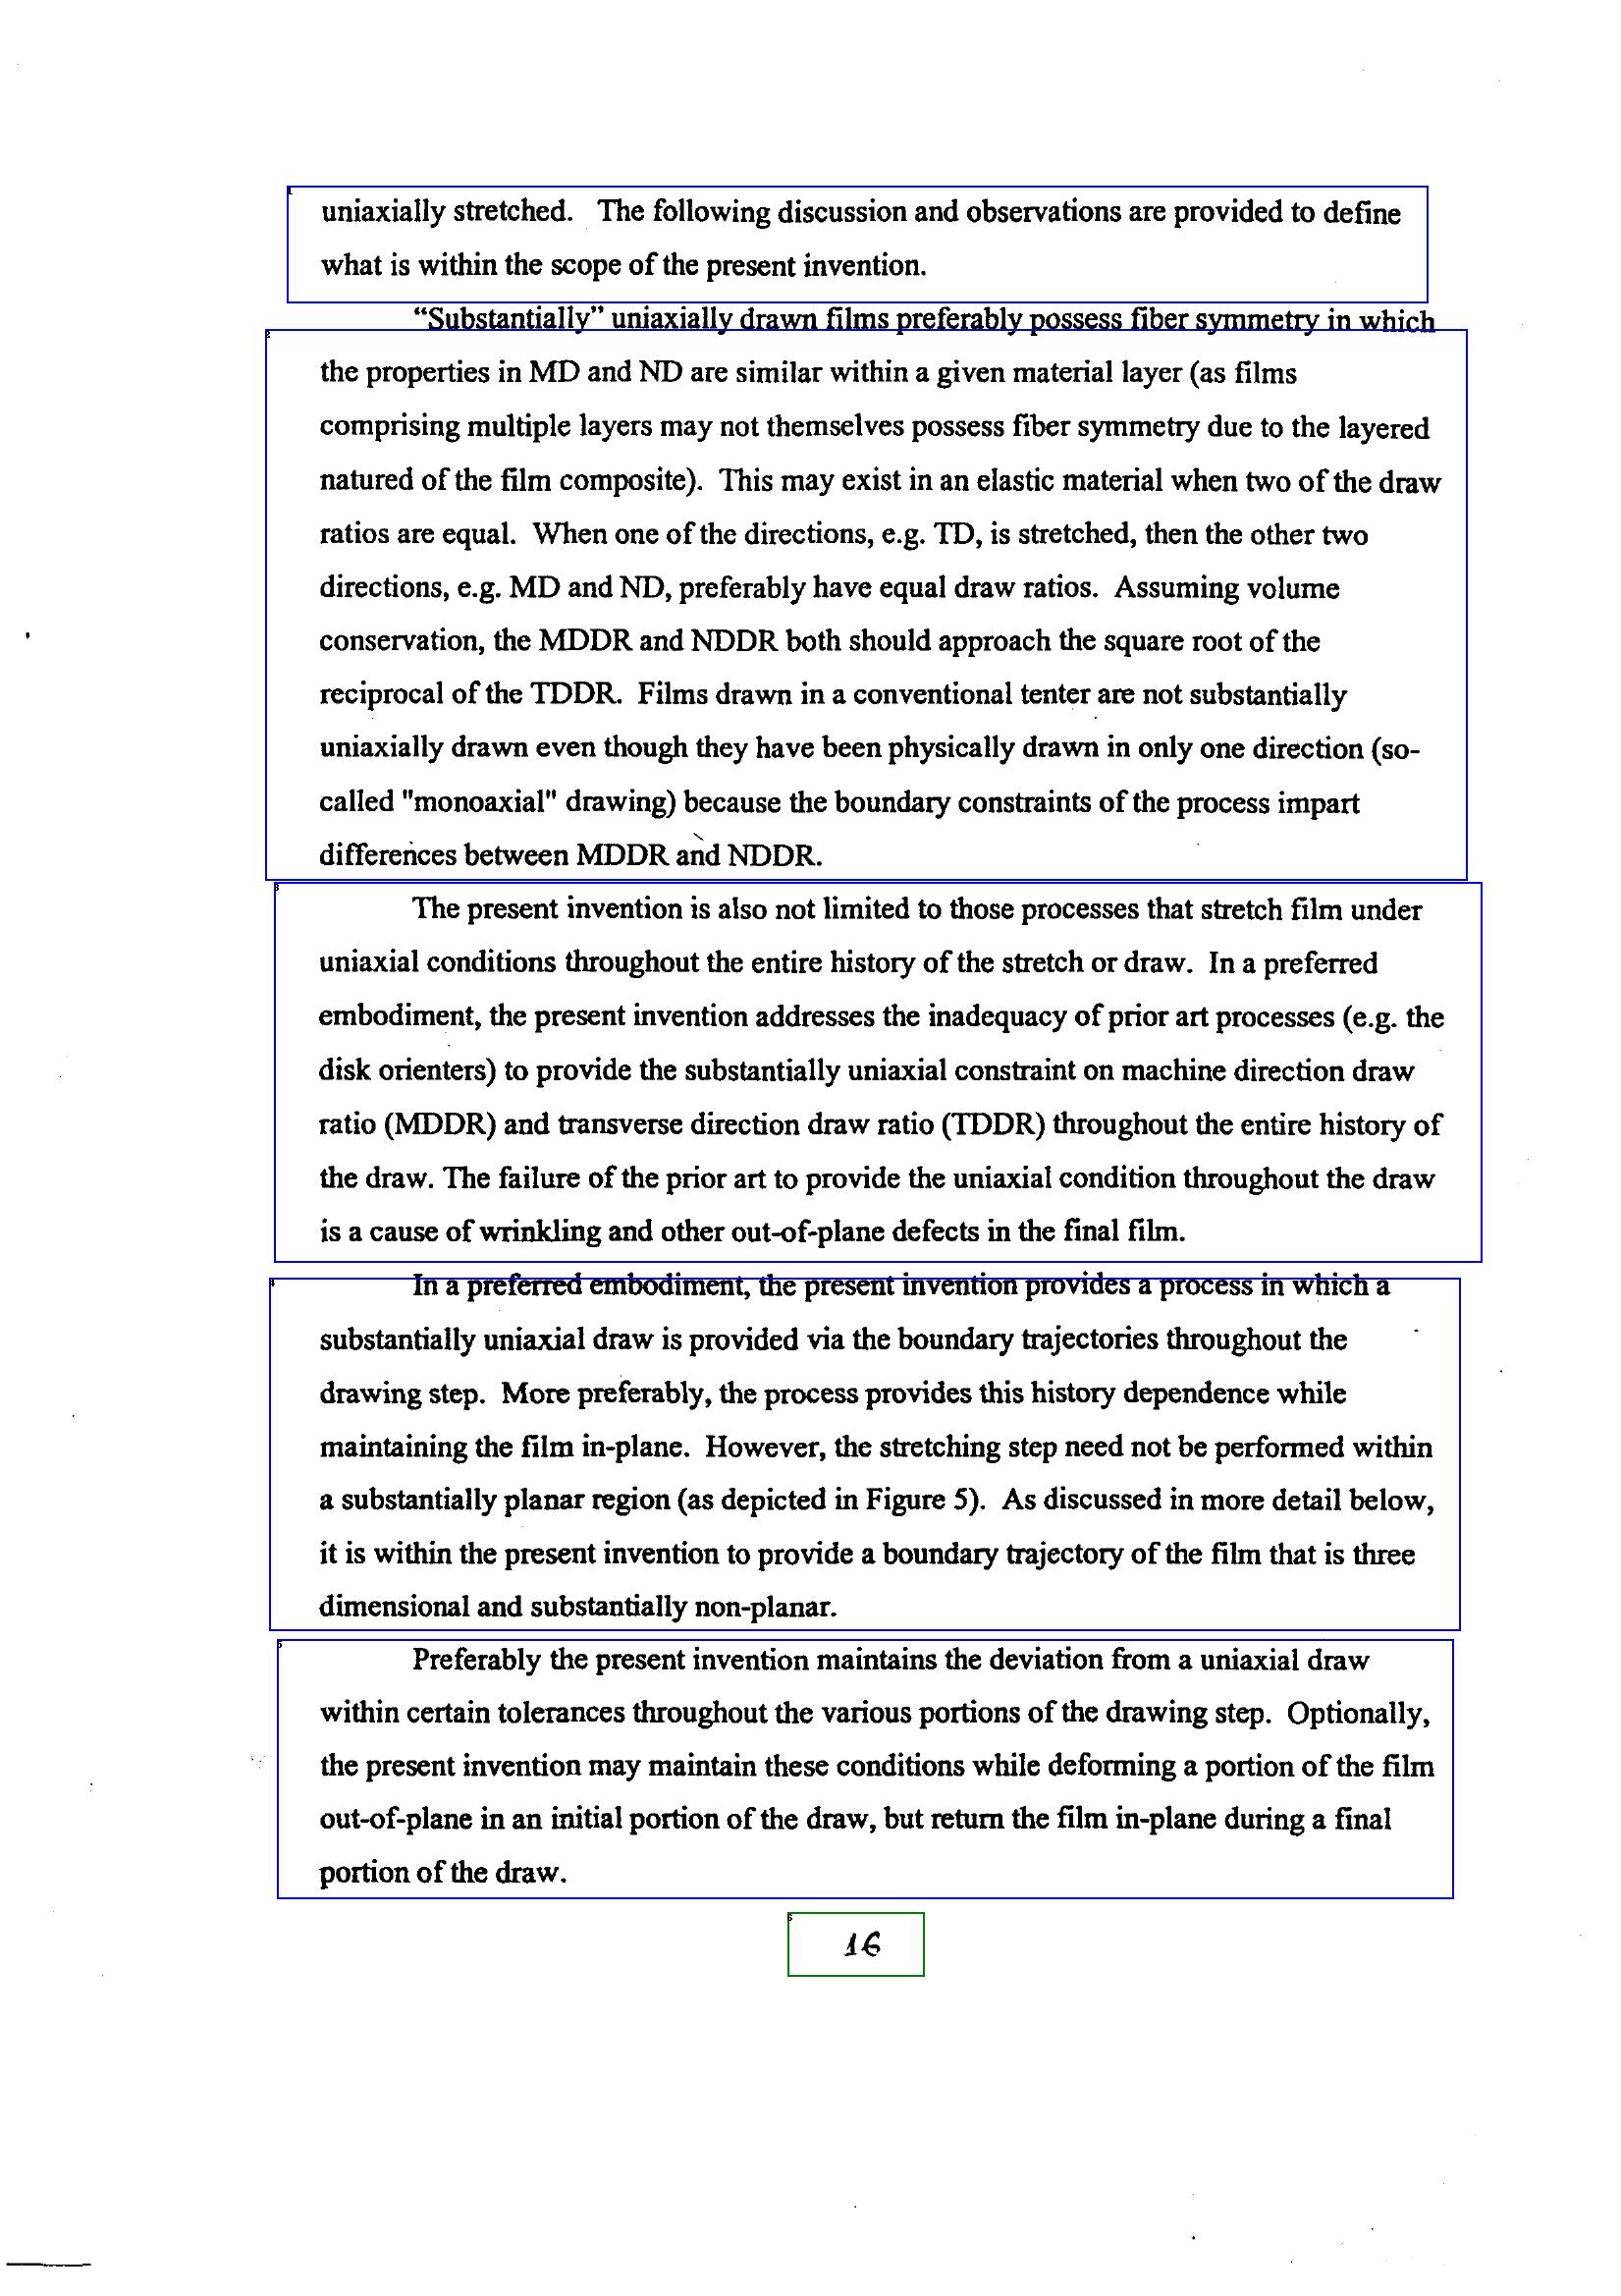 uniaxially stretched.   The following discussion and observations are provided to define
what is within the scope of the present invention.
“Substantially” uniaxially drawn films preferably possess fiber symmetry in which
the properties in MD and ND are similar within a given material layer (as films
comprising multiple layers may not themselves possess fiber symmetry due to the layered
natured of the film composite).  This may exist in an elastic material when two of the draw
ratios are equal.  When one of the directions, e.g. TD, is stretched, then the other two
directions, e.g. MD and ND, preferably have equal draw ratios.  Assuming volume
conservation, the MDDR and NDDR both should approach the square root of the
reciprocal of the TDDR.  Films drawn in a conventional tenter are not substantially
uniaxially drawn even though they have been physically drawn in only one direction (so-
called "monoaxial" drawing) because the boundary constraints of the process impart
differences between MDDR and NDDR.
The present invention is also not limited to those processes that stretch film under
uniaxial conditions throughout the entire history of the stretch or draw.  In a preferred
embodiment, the present invention addresses the inadequacy of prior art processes (e.g. the
disk orienters) to provide the substantially uniaxial constraint on machine direction draw
ratio (MDDR) and transverse direction draw ratio (TDDR) throughout the entire history of
the draw. The failure of the prior art to provide the uniaxial condition throughout the draw
is a cause of wrinkling and other out-of-plane defects in the final film.
In a preferred embodiment, the present invention provides a process in which a
substantially uniaxial draw is provided via the boundary trajectories throughout the
drawing step.  More preferably, the process provides this history dependence while
maintaining the film in-plane.  However, the stretching step need not be performed within
a substantially planar region (as depicted in Figure 5).  As discussed in more detail below,
it is within the present invention to provide a boundary trajectory of the film that is three
dimensional and substantially non-planar.
Preferably the present invention maintains the deviation from a uniaxial draw
within certain tolerances throughout the various portions of the drawing step.  Optionally,
the present invention may maintain these conditions while deforming a portion of the film
out-of-plane in an initial portion of the draw, but return the film in-plane during a final
portion of the draw.
16